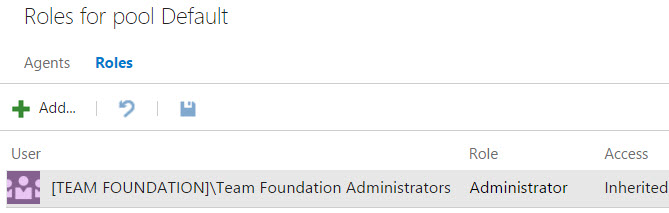 Roles for pool Default
Agents Roles
Add...
User Role Access
[TEAM FOUNDATION]\Team Foundation Administrators Administrator Inherited